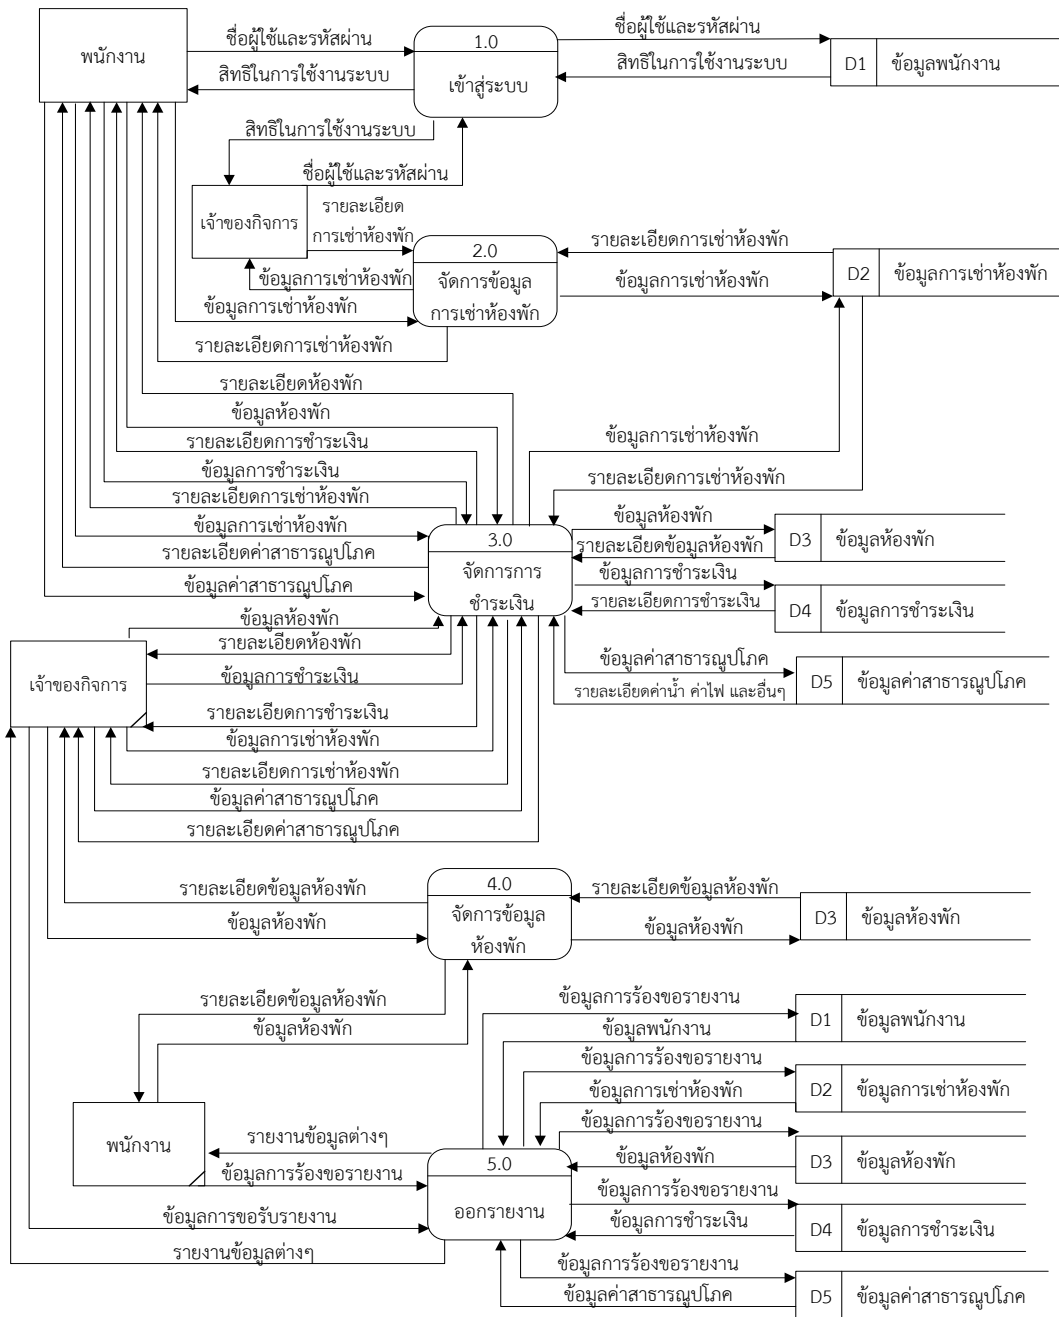 พนักงาน
ชื่อผู้ใช้และรหัสผ่าน
สิทธิในการใช้งานระบบ
1.0
เข้าสู่ระบบ
ชื่อผู้ใช้และรหัสผ่าน
สิทธิในการใช้งานระบบ
D1
ข้อมูลพนักงาน
สิทธิในการใช้งานระบบ
ชื่อผู้ใช้และรหัสผ่าน
เจ้าของกิจการ
รายละเอียด
การเช่าห้องพัก
ข้อมูลการเช่าห้องพัก
ข้อมูลการเช่าห้องพัก
รายละเอียดการเช่าห้องพัก
2.0
จัดการข้อมูล
การเช่าห้องพัก
รายละเอียดการเช่าห้องพัก
ข้อมูลการเช่าห้องพัก
D2
ข้อมูลการเช่าห้องพัก
รายละเอียดห้องพัก
ข้อมูลห้องพัก
รายละเอียดการชำระเงิน
ข้อมูลการชำระเงิน
รายละเอียดการเช่าห้องพัก
ข้อมูลการเช่าห้องพัก
รายละเอียดค่าสาธารณูปโภค
ข้อมูลค่าสาธารณูปโภค
ข้อมูลการเช่าห้องพัก
รายละเอียดการเช่าห้องพัก
3.0
จัดการการ
ชำระเงิน
ข้อมูลห้องพัก
รายละเอียดข้อมูลห้องพัก
D3
ข้อมูลห้องพัก
ข้อมูลการชำระเงิน
รายละเอียดการชำระเงิน
D4
ข้อมูลการชำระเงิน
ข้อมูลค่าสาธารณูปโภค
รายละเอียดค่าน้ำ ค่าไฟ และอื่นๆ
D5
ข้อมูลค่าสาธารณูปโภค
เจ้าของกิจการ
ข้อมูลห้องพัก
รายละเอียดห้องพัก
ข้อมูลการชำระเงิน
รายละเอียดการชำระเงิน
ข้อมูลการเช่าห้องพัก
รายละเอียดการเช่าห้องพัก
ข้อมูลค่าสาธารณูปโภค
รายละเอียดค่าสาธารณูปโภค
รายละเอียดข้อมูลห้องพัก
ข้อมูลห้องพัก
4.0
จัดการข้อมูล
ห้องพัก
รายละเอียดข้อมูลห้องพัก
ข้อมูลห้องพัก
D3
ข้อมูลห้องพัก
รายละเอียดข้อมูลห้องพัก
ข้อมูลห้องพัก
พนักงาน
รายงานข้อมูลต่างๆ
ข้อมูลการร้องขอรายงาน
ข้อมูลการขอรับรายงาน
รายงานข้อมูลต่างๆ
5.0
ออกรายงาน
ข้อมูลการร้องขอรายงาน
ข้อมูลพนักงาน
D1
ข้อมูลพนักงาน
ข้อมูลการร้องขอรายงาน
ข้อมูลการเช่าห้องพัก
D2
ข้อมูลการเช่าห้องพัก
ข้อมูลการร้องขอรายงาน
ข้อมูลห้องพัก
D3
ข้อมูลห้องพัก
ข้อมูลการร้องขอรายงาน
ข้อมูลการชำระเงิน
D4
ข้อมูลการชำระเงิน
ข้อมูลการร้องขอรายงาน
ข้อมูลค่าสาธารณูปโภค
D5
ข้อมูลค่าสาธารณูปโภค